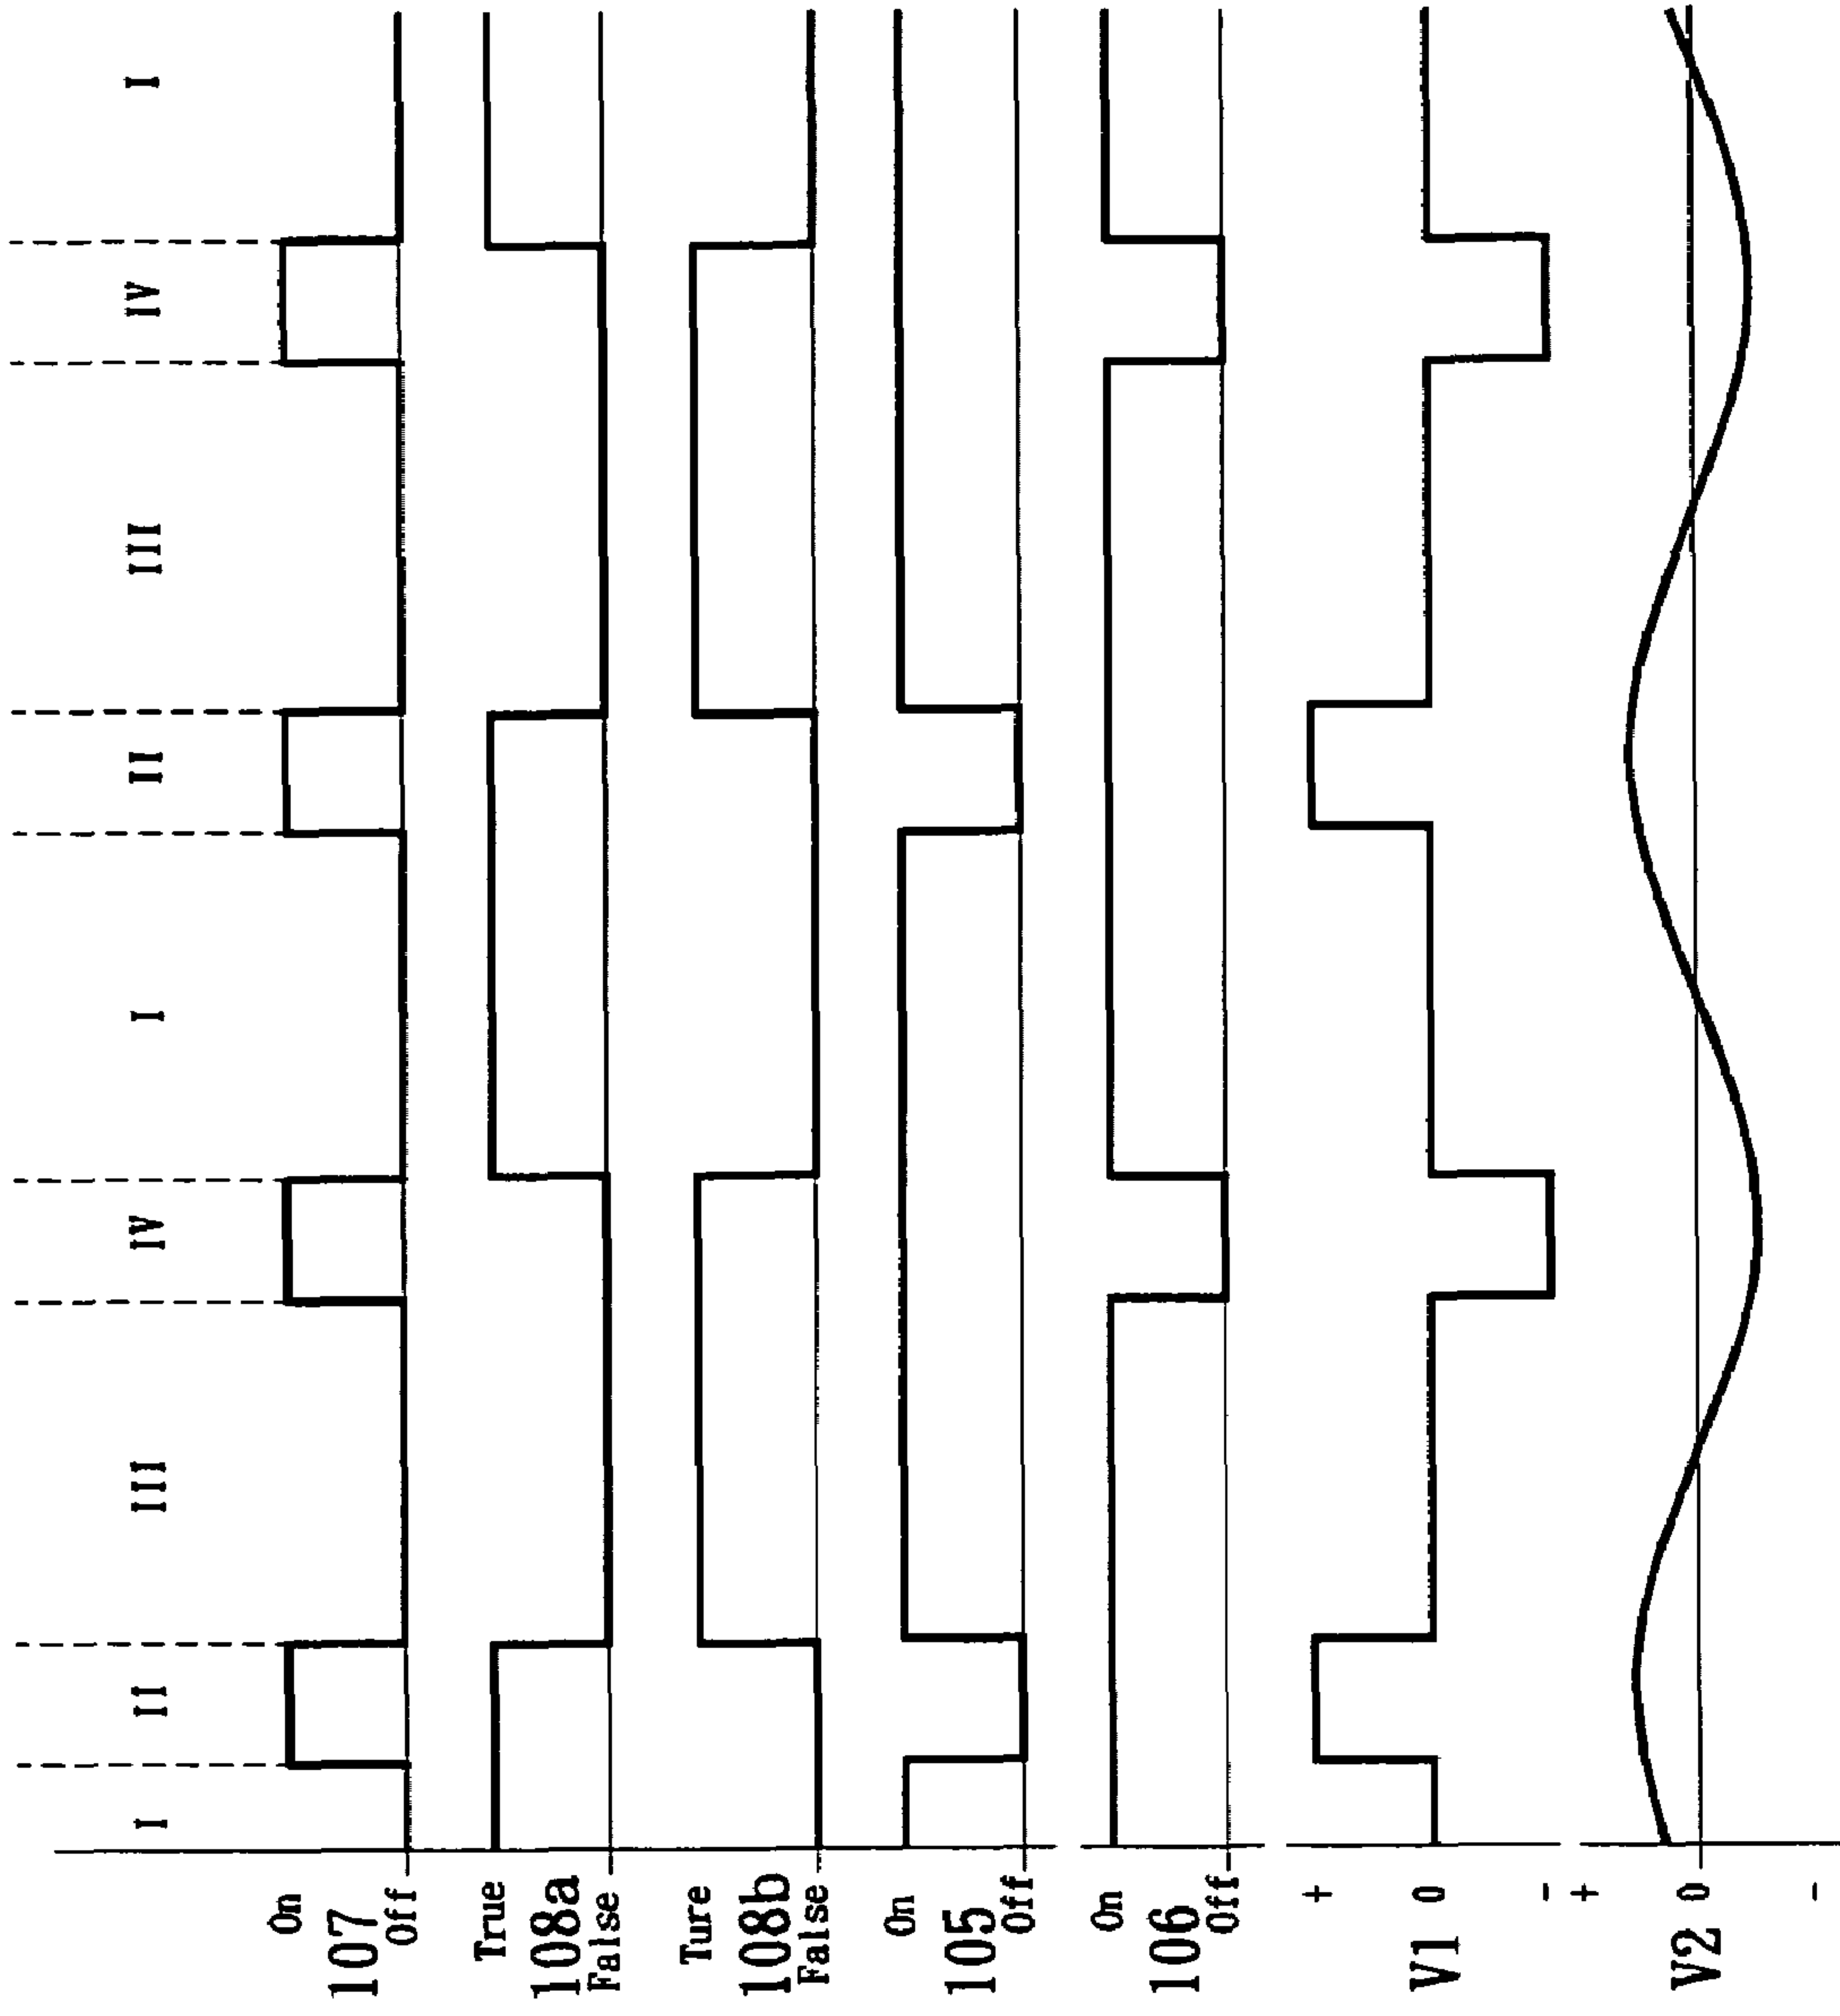 I II III IV I II III IV I
On
107
Off
True
108a
False
Ture
108b
False
On
105
Off
On
106
Off
+
V1 0
-
+
V2 0
-